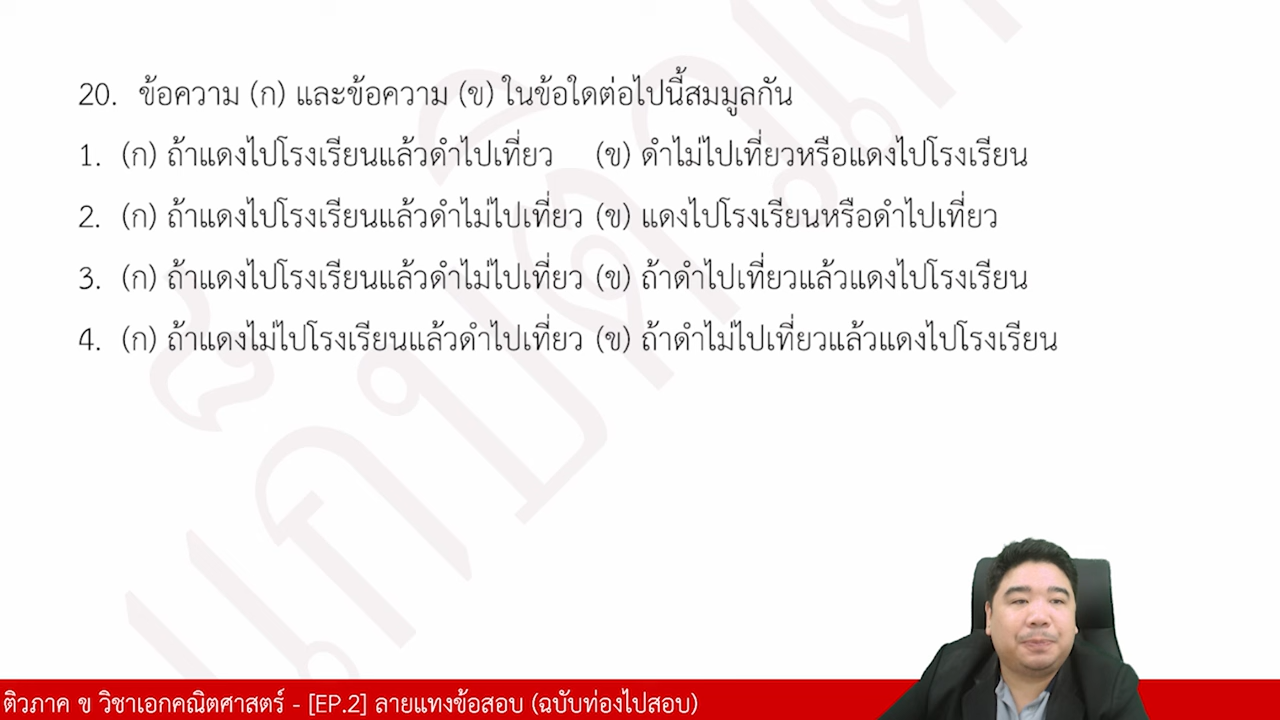 20. ข้อความ (ก) และข้อความ (ข) ในข้อใดต่อไปนี้สมมูลกัน
1. (ก) ถ้าแดงไปโรงเรียนแล้วดำไปเที่ยว (ข) ดำไม่ไปเที่ยวหรือแดงไปโรงเรียน
2. (ก) ถ้าแดงไปโรงเรียนแล้วดำไม่ไปเที่ยว (ข) แดงไปโรงเรียนหรือดำไปเที่ยว
3. (ก) ถ้าแดงไปโรงเรียนแล้วดำไม่ไปเที่ยว (ข) ถ้าดำไปเที่ยวแล้วแดงไปโรงเรียน
4. (ก) ถ้าแดงไม่ไปโรงเรียนแล้วดำไปเที่ยว (ข) ถ้าดำไม่ไปเที่ยวแล้วแดงไปโรงเรียน
ติวภาค ข วิชาเอกคณิตศาสตร์ - [EP.2] ลายแทงข้อสอบ (ฉบับท่องไปสอบ)